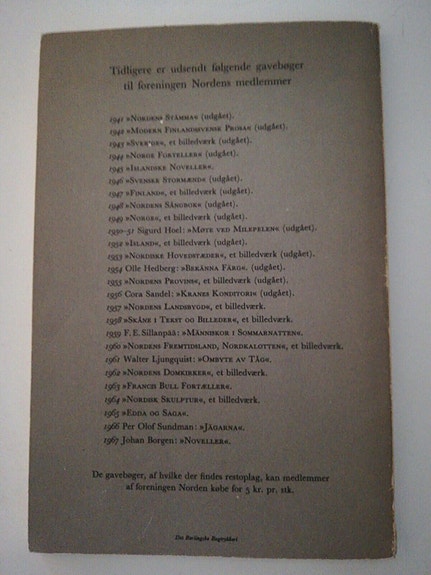 Tidligere er udsendt følgende gavebøger
til foreningen Nordens medlemmer
1941 »NORDENS STÄMMA« (udgået).
1942 »MODERN FINLANDSSVENSK PROSA« (udgået).
1943 »SVERIGE«, et billedværk (udgået).
1944 »NORGE FORTELLER« (udgået).
1945 »ISLANDSKE NOVELLER«.
1946 »SVENSKE STORMÆND« (udgået).
1947 »FINLAND«, et billedværk (udgået).
1948 »NORDENS SÅNGBOK« (udgået).
1949 »NORGE«, et billedværk (udgået).
1950-51 Sigurd Hoel: »MØTE VED MILEPELEN« (udgået).
1952 »ISLAND«, et billedværk (udgået).
1953 »NORDISKE HOVEDSTÆDER«, et billedværk (udgået).
1954 Olle Hedberg: »BEKÄNNA FÄRG« (udgået).
1955 »NORDENS PROVINS« (udgået).
1956 Cora Sandel: »KRANES KONDITORI« (udgået).
1957 »NORDENS LANDSBYGD«, et billedværk.
1958 »SKÅNE I TEKST OG BILLEDER«, et billedværk.
1959 F. E. Sillanpää: »MÄNNISKOR I SOMMARNATTEN«.
1960 »NORDENS FREMTIDSLAND, NORDKALOTTEN«, et billedværk.
1961 Walter Ljungquist: »OMBYTE AV TÅG«.
1962 »NORDENS DOMKIRKER«, et billedværk.
1963 »FRANCIS BULL FORTÆLLER«.
1964 »NORDISK SKULPTUR«, et billedværk.
1965 »EDDA OG SAGA«.
1966 Per Olof Sundman: »JÄGARNA«.
1967 Johan Borgen: »NOVELLER«.
De gavebøger, af hvilke der findes restoplag, kan medlemmer
af foreningen Norden købe for 5 kr. pr. stk.
Det Berlingske Bogtrykkeri